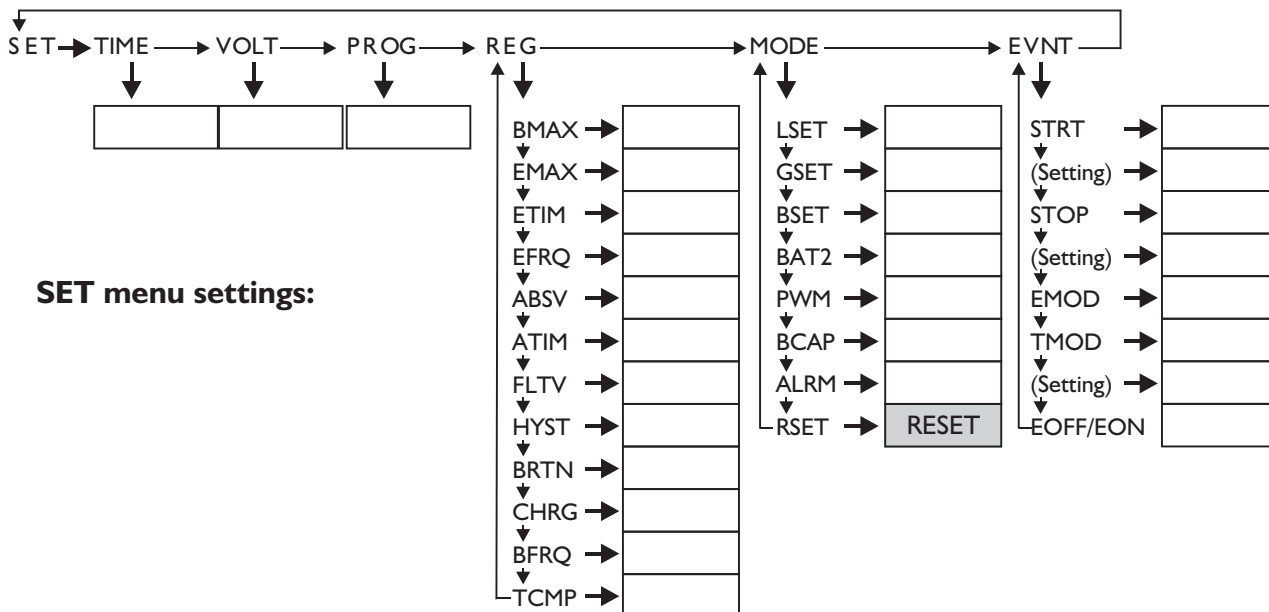 SET TIME VOLT PROG REG MODE EVNT
BMAX LSET STRT
EMAX GSET (Setting)
ETIM BSET STOP
EFRQ BAT2 (Setting)
SET menu settings:
ABSV PWM EMOD
ATIM BCAP TMOD
FLTV ALRM (Setting)
HYST RSET RESET EOFF/EON
BRTN
CHRG
BFRQ
TCMP